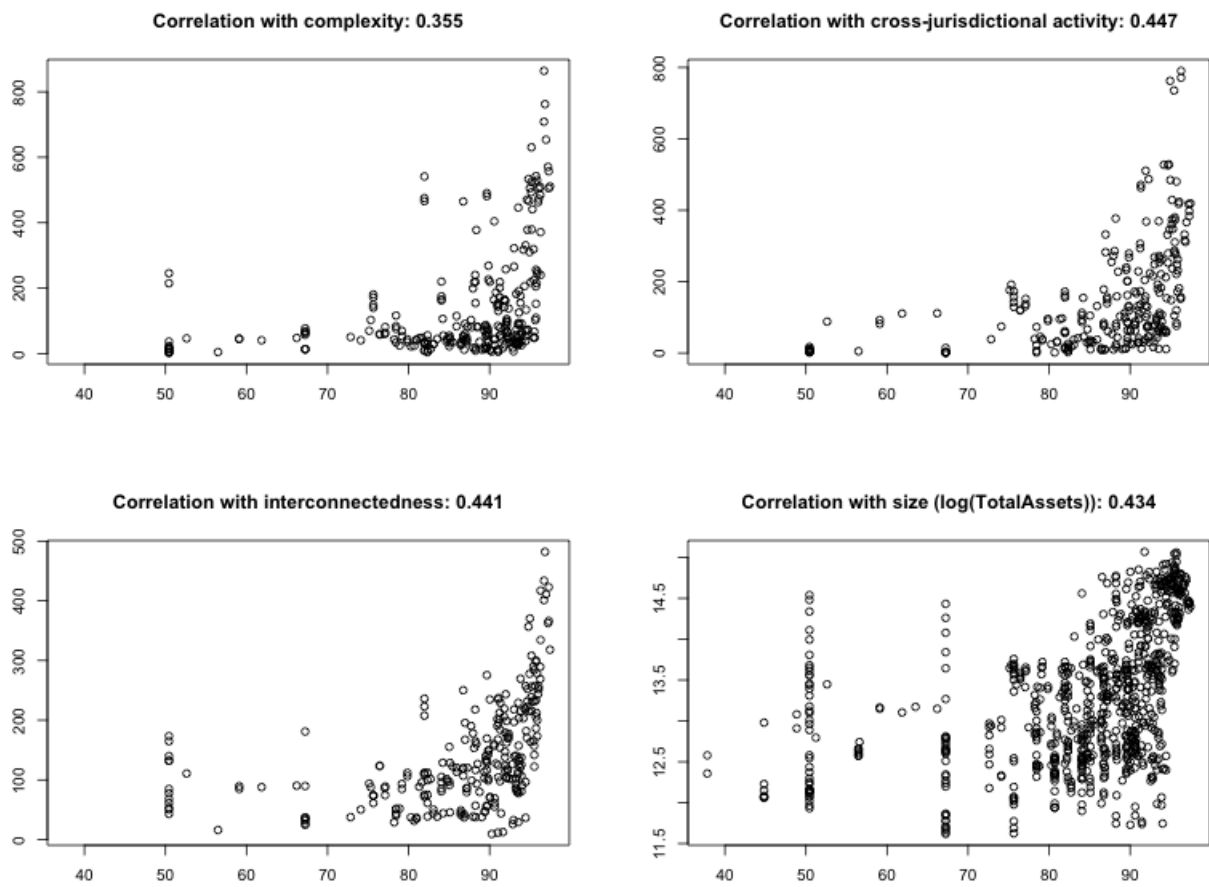 Correlation with complexity: 0.355
Correlation with cross-jurisdictional activity: 0.447
800
600
400
200
0
40 50 60 70 80 90
800
600
400
200
0
40 50 60 70 80 90
Correlation with interconnectedness: 0.441
Correlation with size (log(TotalAssets)): 0.434
500
400
300
200
100
0
40 50 60 70 80 90
14.5
13.5
12.5
11.5
40 50 60 70 80 90